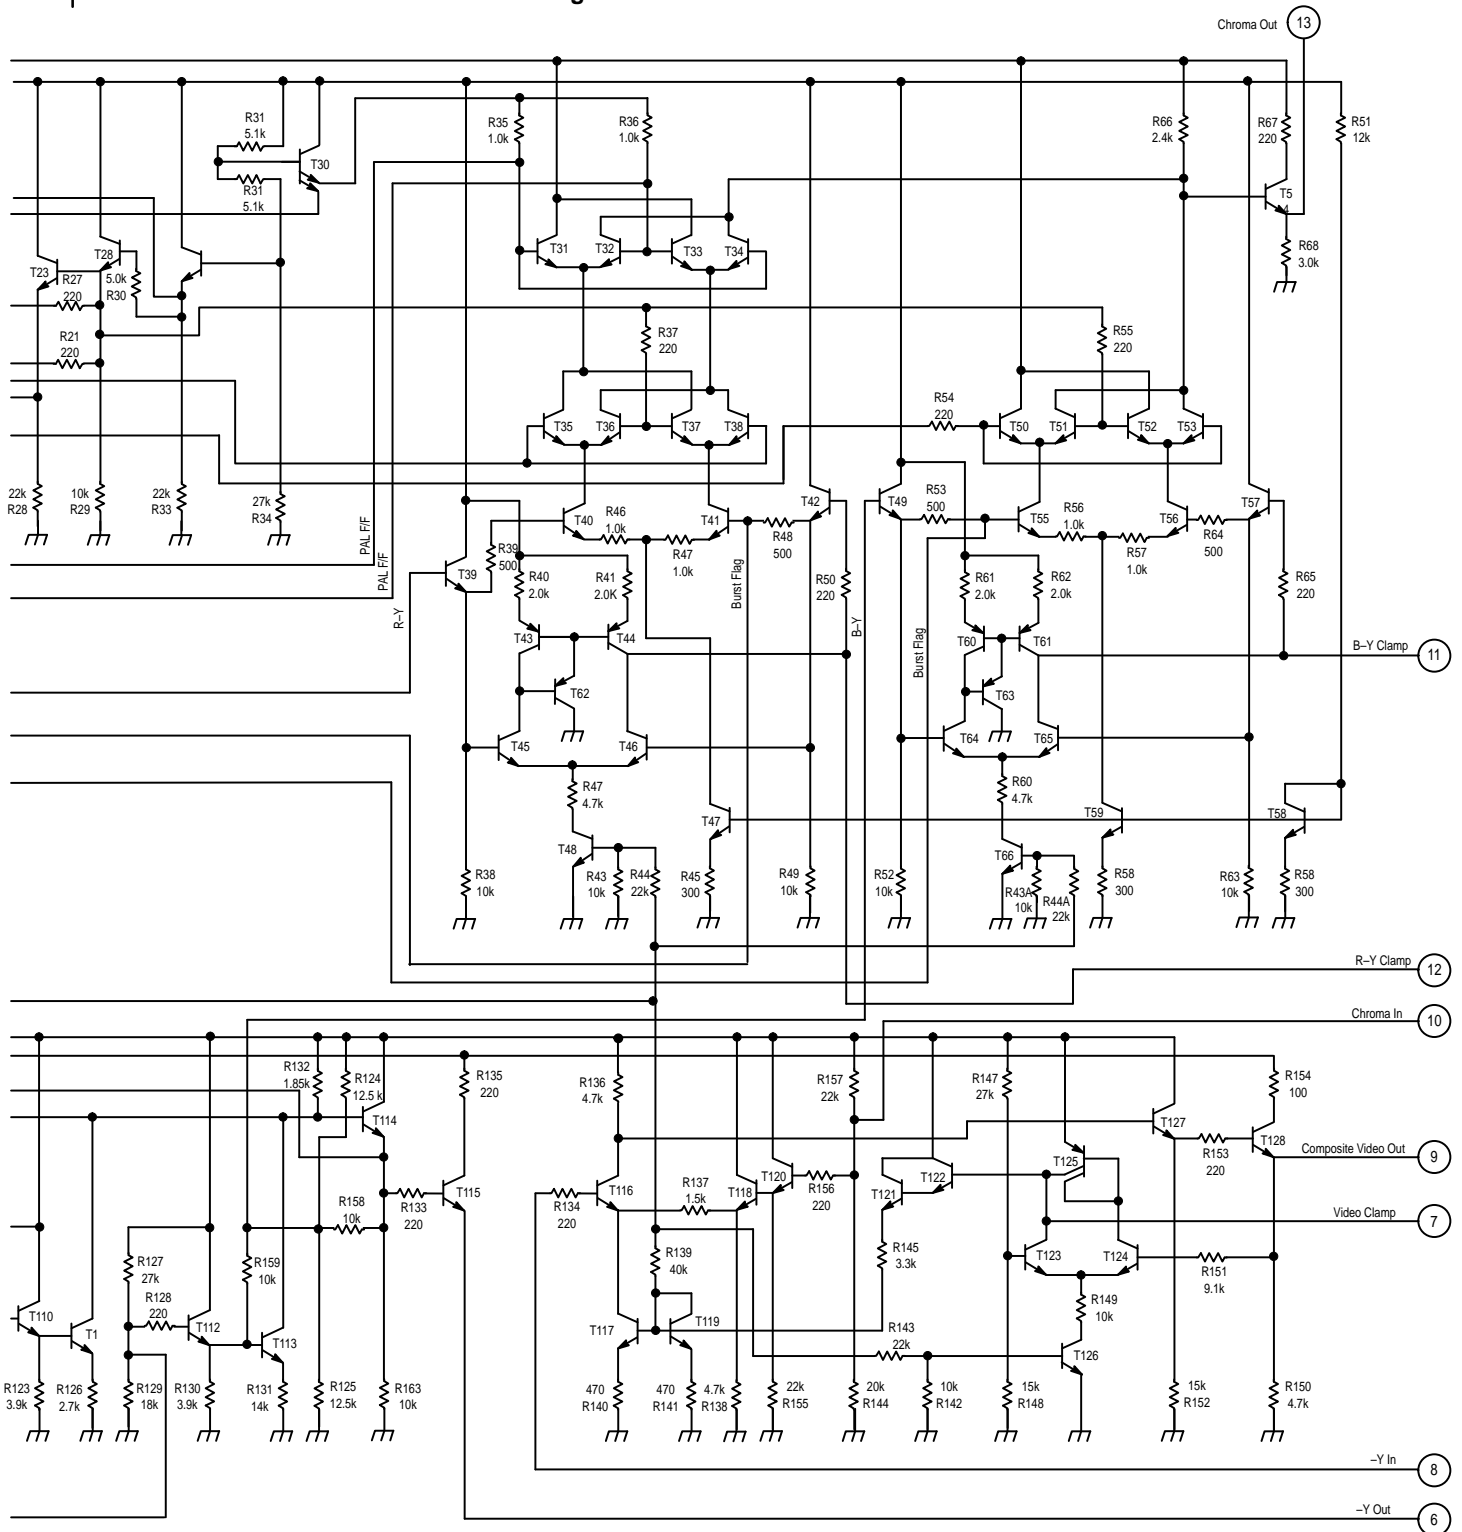 Chroma Out
13
R31
5.1k
T30
R31
5.1k
R35
1.0k
R36
1.0k
R66
2.4k
R67
220
R51
12k
T5
4
R68
3.0k
T31
T32
T33
T34
T23
T28
R27
220
5.0k
R30
R21
220
R37
220
R55
220
R54
220
T35
T36
T37
T38
T50
T51
T52
T53
22k
R28
10k
R29
22k
R33
27k
R34
PAL F/F
PAL F/F
R–Y
T39
R39
500
T40
R46
1.0k
R47
1.0k
T41
R48
500
T42
T49
R53
500
T55
R56
1.0k
R57
1.0k
T56
R64
500
T57
R40
2.0k
R41
2.0K
Burst Flag
R50
220
B–Y
Burst Flag
R61
2.0k
R62
2.0k
R65
220
T43
T44
T62
T60
T61
T63
B–Y Clamp
11
T45
T46
T64
T65
R47
4.7k
R60
4.7k
T48
T47
T66
T59
T58
R38
10k
R43
10k
R44
22k
R45
300
R49
10k
R52
10k
R43A
10k
R44A
22k
R58
300
R63
10k
R58
300
R–Y Clamp
12
Chroma In
10
R132
1.85k
R124
12.5 k
R135
220
R136
4.7k
R157
22k
R147
27k
R154
100
T114
T127
T128
R153
220
Composite Video Out
9
T115
R133
220
R158
10k
R134
220
T116
R137
1.5k
T118
T120
R156
220
T121
T122
T125
Video Clamp
7
R127
27k
R159
10k
R139
40k
R145
3.3k
T123
T124
R151
9.1k
R128
220
R149
10k
T110
T1
T112
T113
T117
T119
R143
22k
T126
R123
3.9k
R126
2.7k
R129
18k
R130
3.9k
R131
14k
R125
12.5k
R163
10k
470
R140
470
R141
4.7k
R138
22k
R155
20k
R144
10k
R142
15k
R148
15k
R152
R150
4.7k
–Y In
8
–Y Out
6